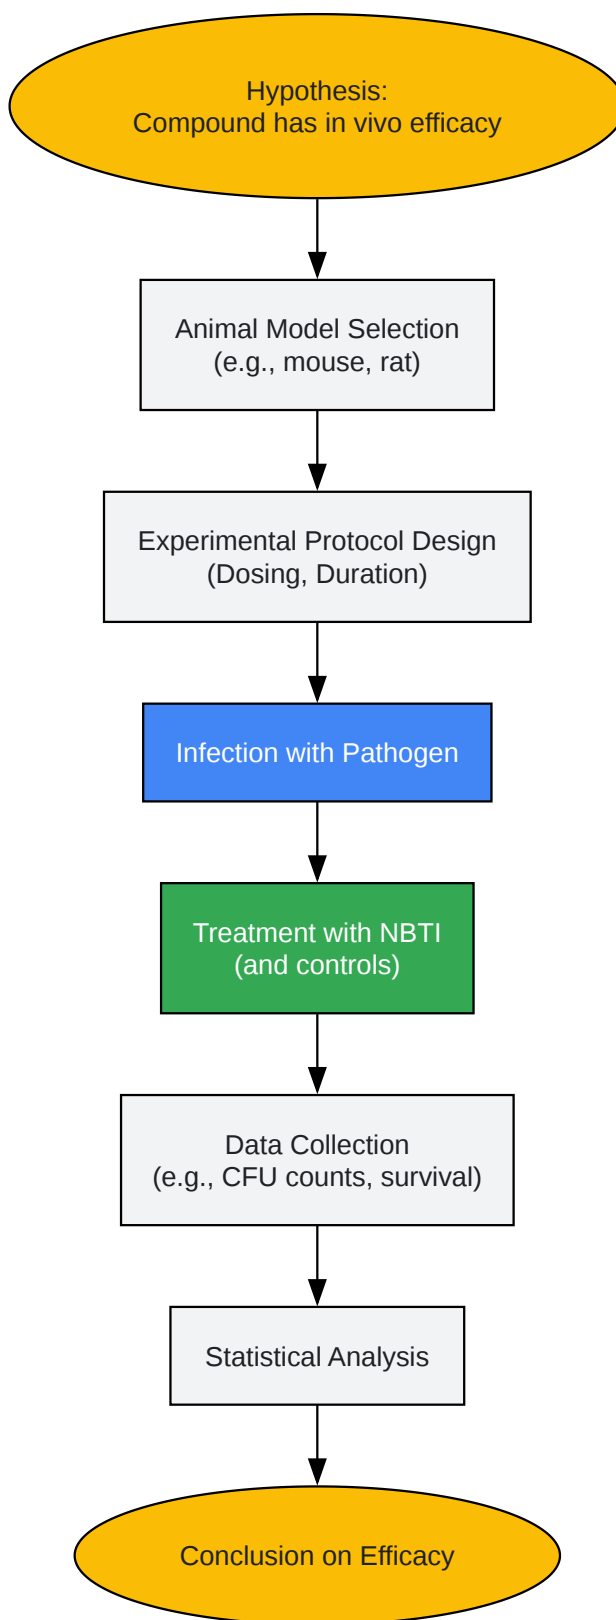 Hypothesis:
Compound has in vivo efficacy
Animal Model Selection
(e.g., mouse, rat)
Experimental Protocol Design
(Dosing, Duration)
Infection with Pathogen
Treatment with NBTI
(and controls)
Data Collection
(e.g., CFU counts, survival)
Statistical Analysis
Conclusion on Efficacy